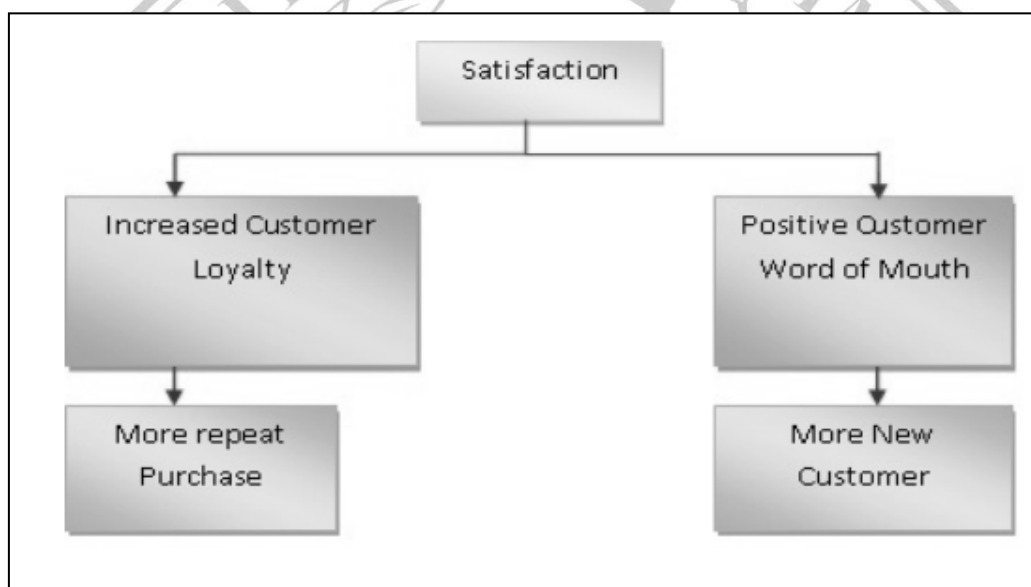 Satisfaction
Increased Customer
Loyalty
Positive Customer
Word of Mouth
More repeat
Purchase
More New
Customer